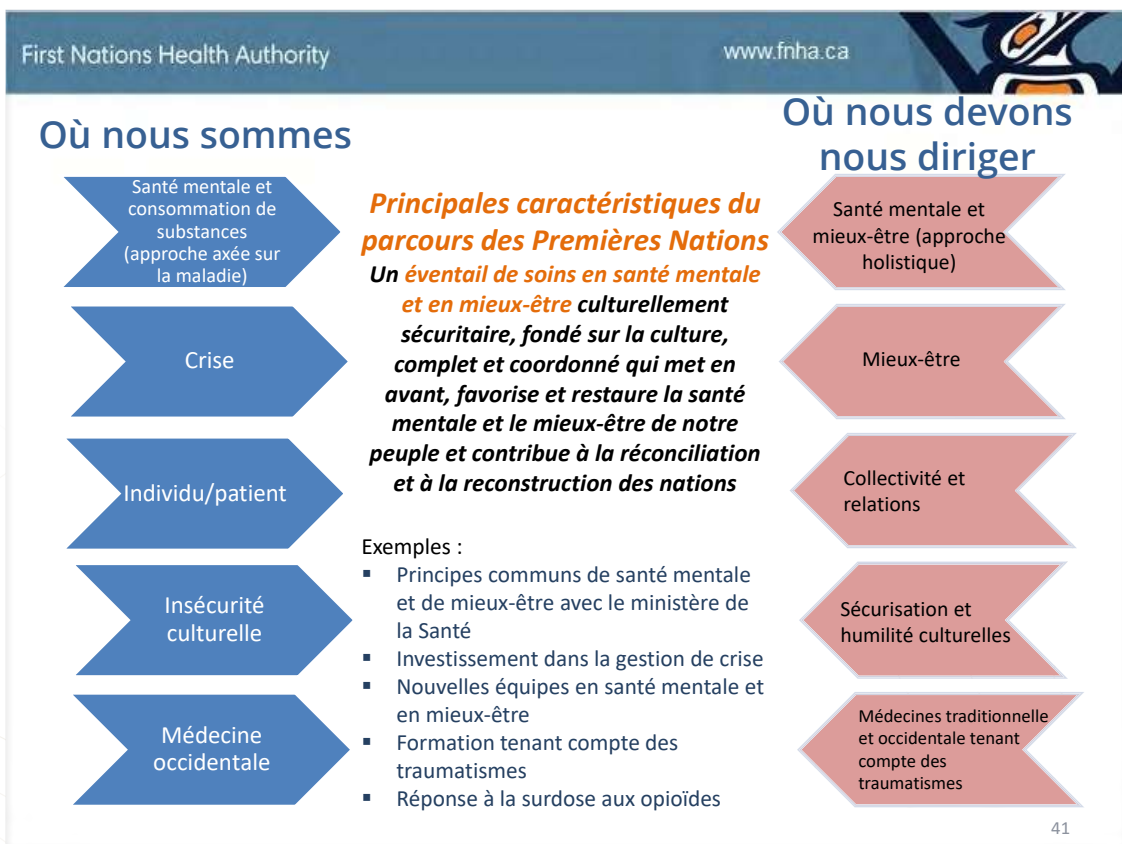 First Nations Health Authority
www.fnha.ca
Où nous sommes
Où nous devons
nous diriger
Santé mentale et
consommation de
substances
(approche axée sur
la maladie)
Crise
Individu/patient
Insécurité
culturelle
Médecine
occidentale
Principales caractéristiques du
parcours des Premières Nations
Un éventail de soins en santé mentale
et en mieux-être culturellement
sécuritaire, fondé sur la culture,
complet et coordonné qui met en
avant, favorise et restaure la santé
mentale et le mieux-être de notre
peuple et contribue à la réconciliation
et à la reconstruction des nations
Exemples :
▪ Principes communs de santé mentale
et de mieux-être avec le ministère de
la Santé
▪ Investissement dans la gestion de crise
▪ Nouvelles équipes en santé mentale et
en mieux-être
▪ Formation tenant compte des
traumatismes
▪ Réponse à la surdose aux opioïdes
Santé mentale et
mieux-être (approche
holistique)
Mieux-être
Collectivité et
relations
Sécurisation et
humilité culturelles
Médecines traditionnelle
et occidentale tenant
compte des
traumatismes
41